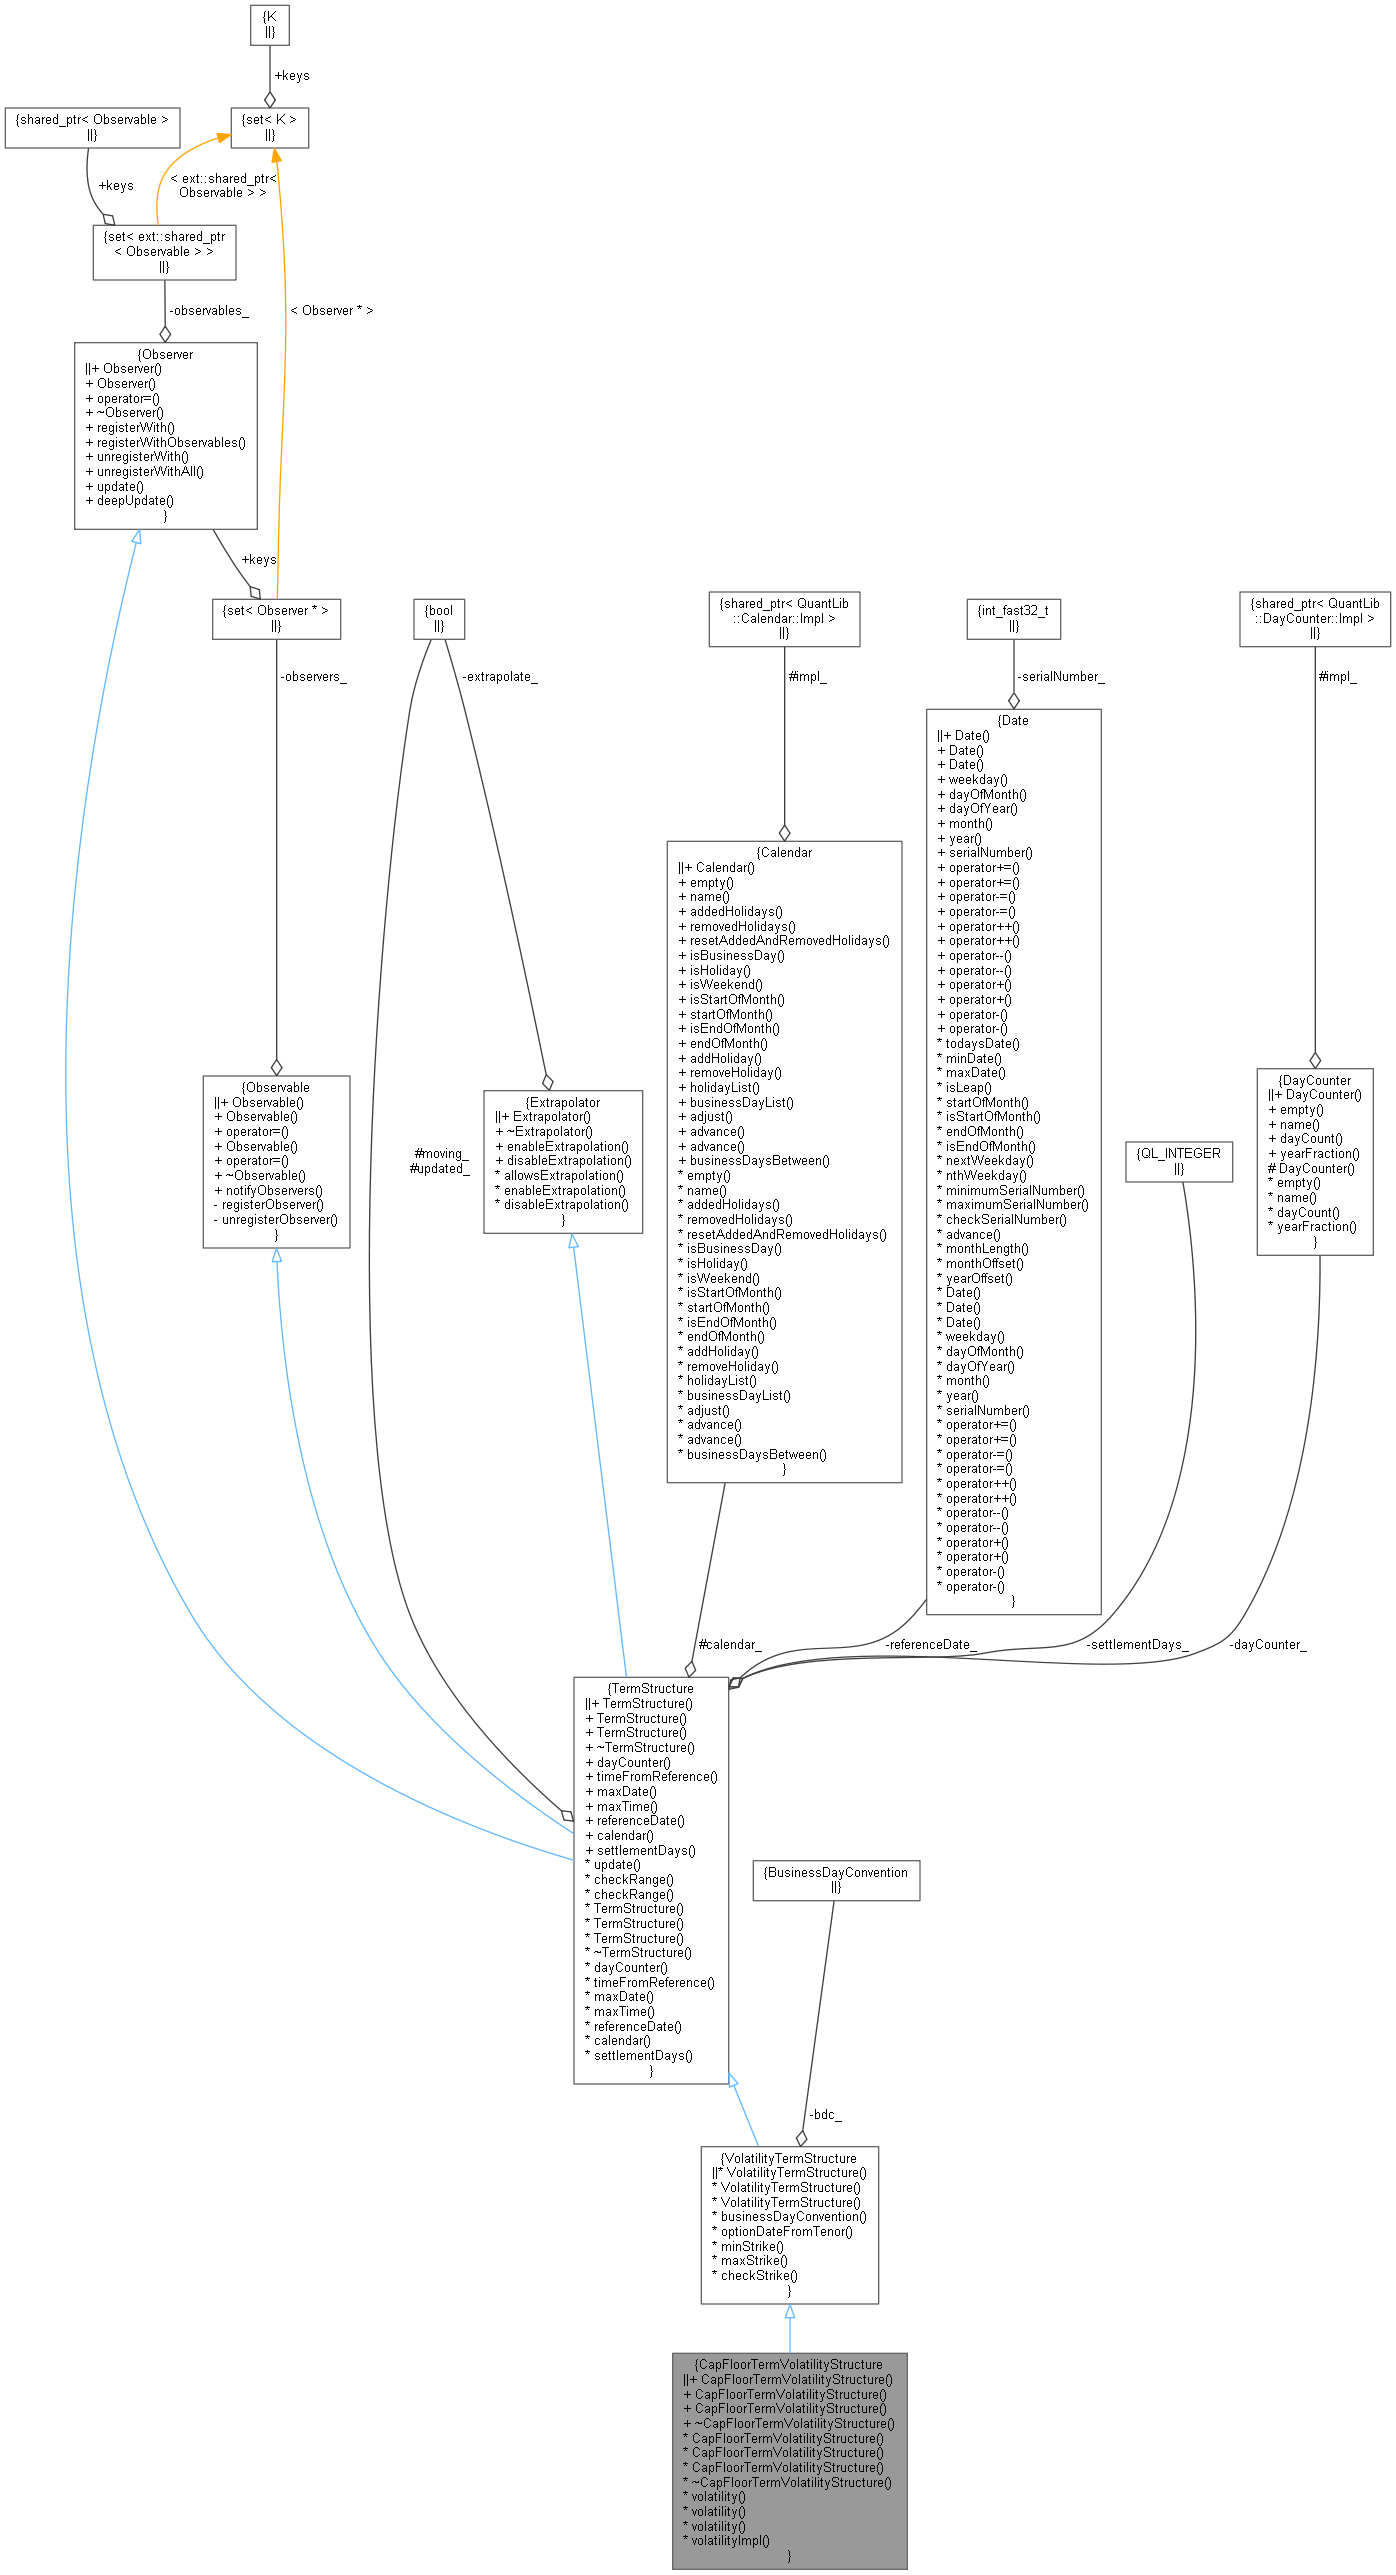 {K
||}
+keys
{shared_ptr< Observable >
||}
{set< K >
||}
+keys
< ext::shared_ptr<
Observable > >
{set< ext::shared_ptr
< Observable > >
||}
-observables_
< Observer * >
{Observer
||+ Observer()
+ Observer()
+ operator=()
+ ~Observer()
+ registerWith()
+ registerWithObservables()
+ unregisterWith()
+ unregisterWithAll()
+ update()
+ deepUpdate()
}
+keys
{set< Observer * >
||}
{bool
||}
{shared_ptr< QuantLib
::Calendar::Impl >
||}
{int_fast32_t
||}
{shared_ptr< QuantLib
::DayCounter::Impl >
||}
-observers_
-extrapolate_
#impl_
-serialNumber_
#impl_
{Date
||+ Date()
+ Date()
+ Date()
+ weekday()
+ dayOfMonth()
+ dayOfYear()
+ month()
+ year()
+ serialNumber()
+ operator+=()
+ operator+=()
+ operator-=()
+ operator-=()
+ operator++()
+ operator++()
+ operator--()
+ operator--()
+ operator+()
+ operator+()
+ operator-()
+ operator-()
* todaysDate()
* minDate()
* maxDate()
* isLeap()
* startOfMonth()
* isStartOfMonth()
* endOfMonth()
* isEndOfMonth()
* nextWeekday()
* nthWeekday()
* minimumSerialNumber()
* maximumSerialNumber()
* checkSerialNumber()
* advance()
* monthLength()
* monthOffset()
* yearOffset()
* Date()
* Date()
* Date()
* weekday()
* dayOfMonth()
* dayOfYear()
* month()
* year()
* serialNumber()
* operator+=()
* operator+=()
* operator-=()
* operator-=()
* operator++()
* operator++()
* operator--()
* operator--()
* operator+()
* operator+()
* operator-()
* operator-()
}
{Calendar
||+ Calendar()
+ empty()
+ name()
+ addedHolidays()
+ removedHolidays()
+ resetAddedAndRemovedHolidays()
+ isBusinessDay()
+ isHoliday()
+ isWeekend()
+ isStartOfMonth()
+ startOfMonth()
+ isEndOfMonth()
+ endOfMonth()
+ addHoliday()
+ removeHoliday()
+ holidayList()
+ businessDayList()
+ adjust()
+ advance()
+ advance()
+ businessDaysBetween()
* empty()
* name()
* addedHolidays()
* removedHolidays()
* resetAddedAndRemovedHolidays()
* isBusinessDay()
* isHoliday()
* isWeekend()
* isStartOfMonth()
* startOfMonth()
* isEndOfMonth()
* endOfMonth()
* addHoliday()
* removeHoliday()
* holidayList()
* businessDayList()
* adjust()
* advance()
* advance()
* businessDaysBetween()
}
{Observable
||+ Observable()
+ Observable()
+ operator=()
+ Observable()
+ operator=()
+ ~Observable()
+ notifyObservers()
- registerObserver()
- unregisterObserver()
}
#moving_
#updated_
{Extrapolator
||+ Extrapolator()
+ ~Extrapolator()
+ enableExtrapolation()
+ disableExtrapolation()
* allowsExtrapolation()
* enableExtrapolation()
* disableExtrapolation()
}
{QL_INTEGER
||}
{DayCounter
||+ DayCounter()
+ empty()
+ name()
+ dayCount()
+ yearFraction()
# DayCounter()
* empty()
* name()
* dayCount()
* yearFraction()
}
#calendar_
-referenceDate_
-settlementDays_
-dayCounter_
{TermStructure
||+ TermStructure()
+ TermStructure()
+ TermStructure()
+ ~TermStructure()
+ dayCounter()
+ timeFromReference()
+ maxDate()
+ maxTime()
+ referenceDate()
+ calendar()
+ settlementDays()
* update()
* checkRange()
* checkRange()
* TermStructure()
* TermStructure()
* TermStructure()
* ~TermStructure()
* dayCounter()
* timeFromReference()
* maxDate()
* maxTime()
* referenceDate()
* calendar()
* settlementDays()
}
{BusinessDayConvention
||}
-bdc_
{VolatilityTermStructure
||* VolatilityTermStructure()
* VolatilityTermStructure()
* VolatilityTermStructure()
* businessDayConvention()
* optionDateFromTenor()
* minStrike()
* maxStrike()
* checkStrike()
}
{CapFloorTermVolatilityStructure
||+ CapFloorTermVolatilityStructure()
+ CapFloorTermVolatilityStructure()
+ CapFloorTermVolatilityStructure()
+ ~CapFloorTermVolatilityStructure()
* CapFloorTermVolatilityStructure()
* CapFloorTermVolatilityStructure()
* CapFloorTermVolatilityStructure()
* ~CapFloorTermVolatilityStructure()
* volatility()
* volatility()
* volatility()
* volatilityImpl()
}